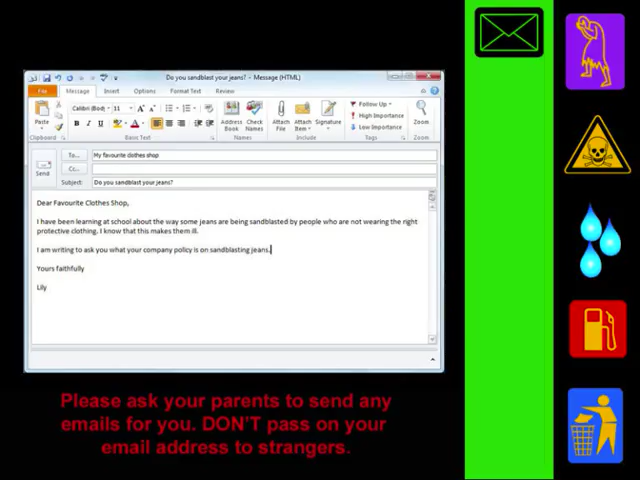 Do you sandblast your jeans? - Message (HTML)
File Message Insert Options Format Text Review
Paste
Clipboard
Calibri (Body) 11 A A
B I U A
Basic Text
Address Book
Check Names
Names
Attach File
Attach Item
Include
Signature
Follow Up
High Importance
Low Importance
Tags
Zoom
Zoom
Send
To... My favourite clothes shop
Cc...
Subject: Do you sandblast your jeans?
Dear Favourite Clothes Shop,
I have been learning at school about the way some jeans are being sandblasted by people who are not wearing the right
protective clothing. I know that this makes them ill.
I am writing to ask you what your company policy is on sandblasting jeans.
Yours faithfully
Lily
Please ask your parents to send any
emails for you. DON'T pass on your
email address to strangers.